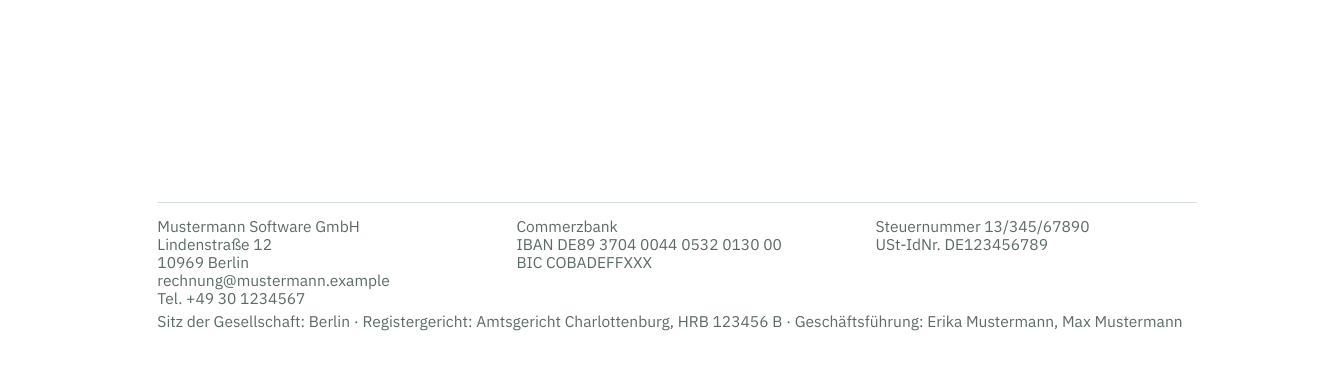 Mustermann Software GmbH
Lindenstraße 12
10969 Berlin
rechnung@mustermann.example
Tel. +49 30 1234567
Commerzbank
IBAN DE89 3704 0044 0532 0130 00
BIC COBADEFFXXX
Steuernummer 13/345/67890
USt-IdNr. DE123456789
Sitz der Gesellschaft: Berlin · Registergericht: Amtsgericht Charlottenburg, HRB 123456 B · Geschäftsführung: Erika Mustermann, Max Mustermann